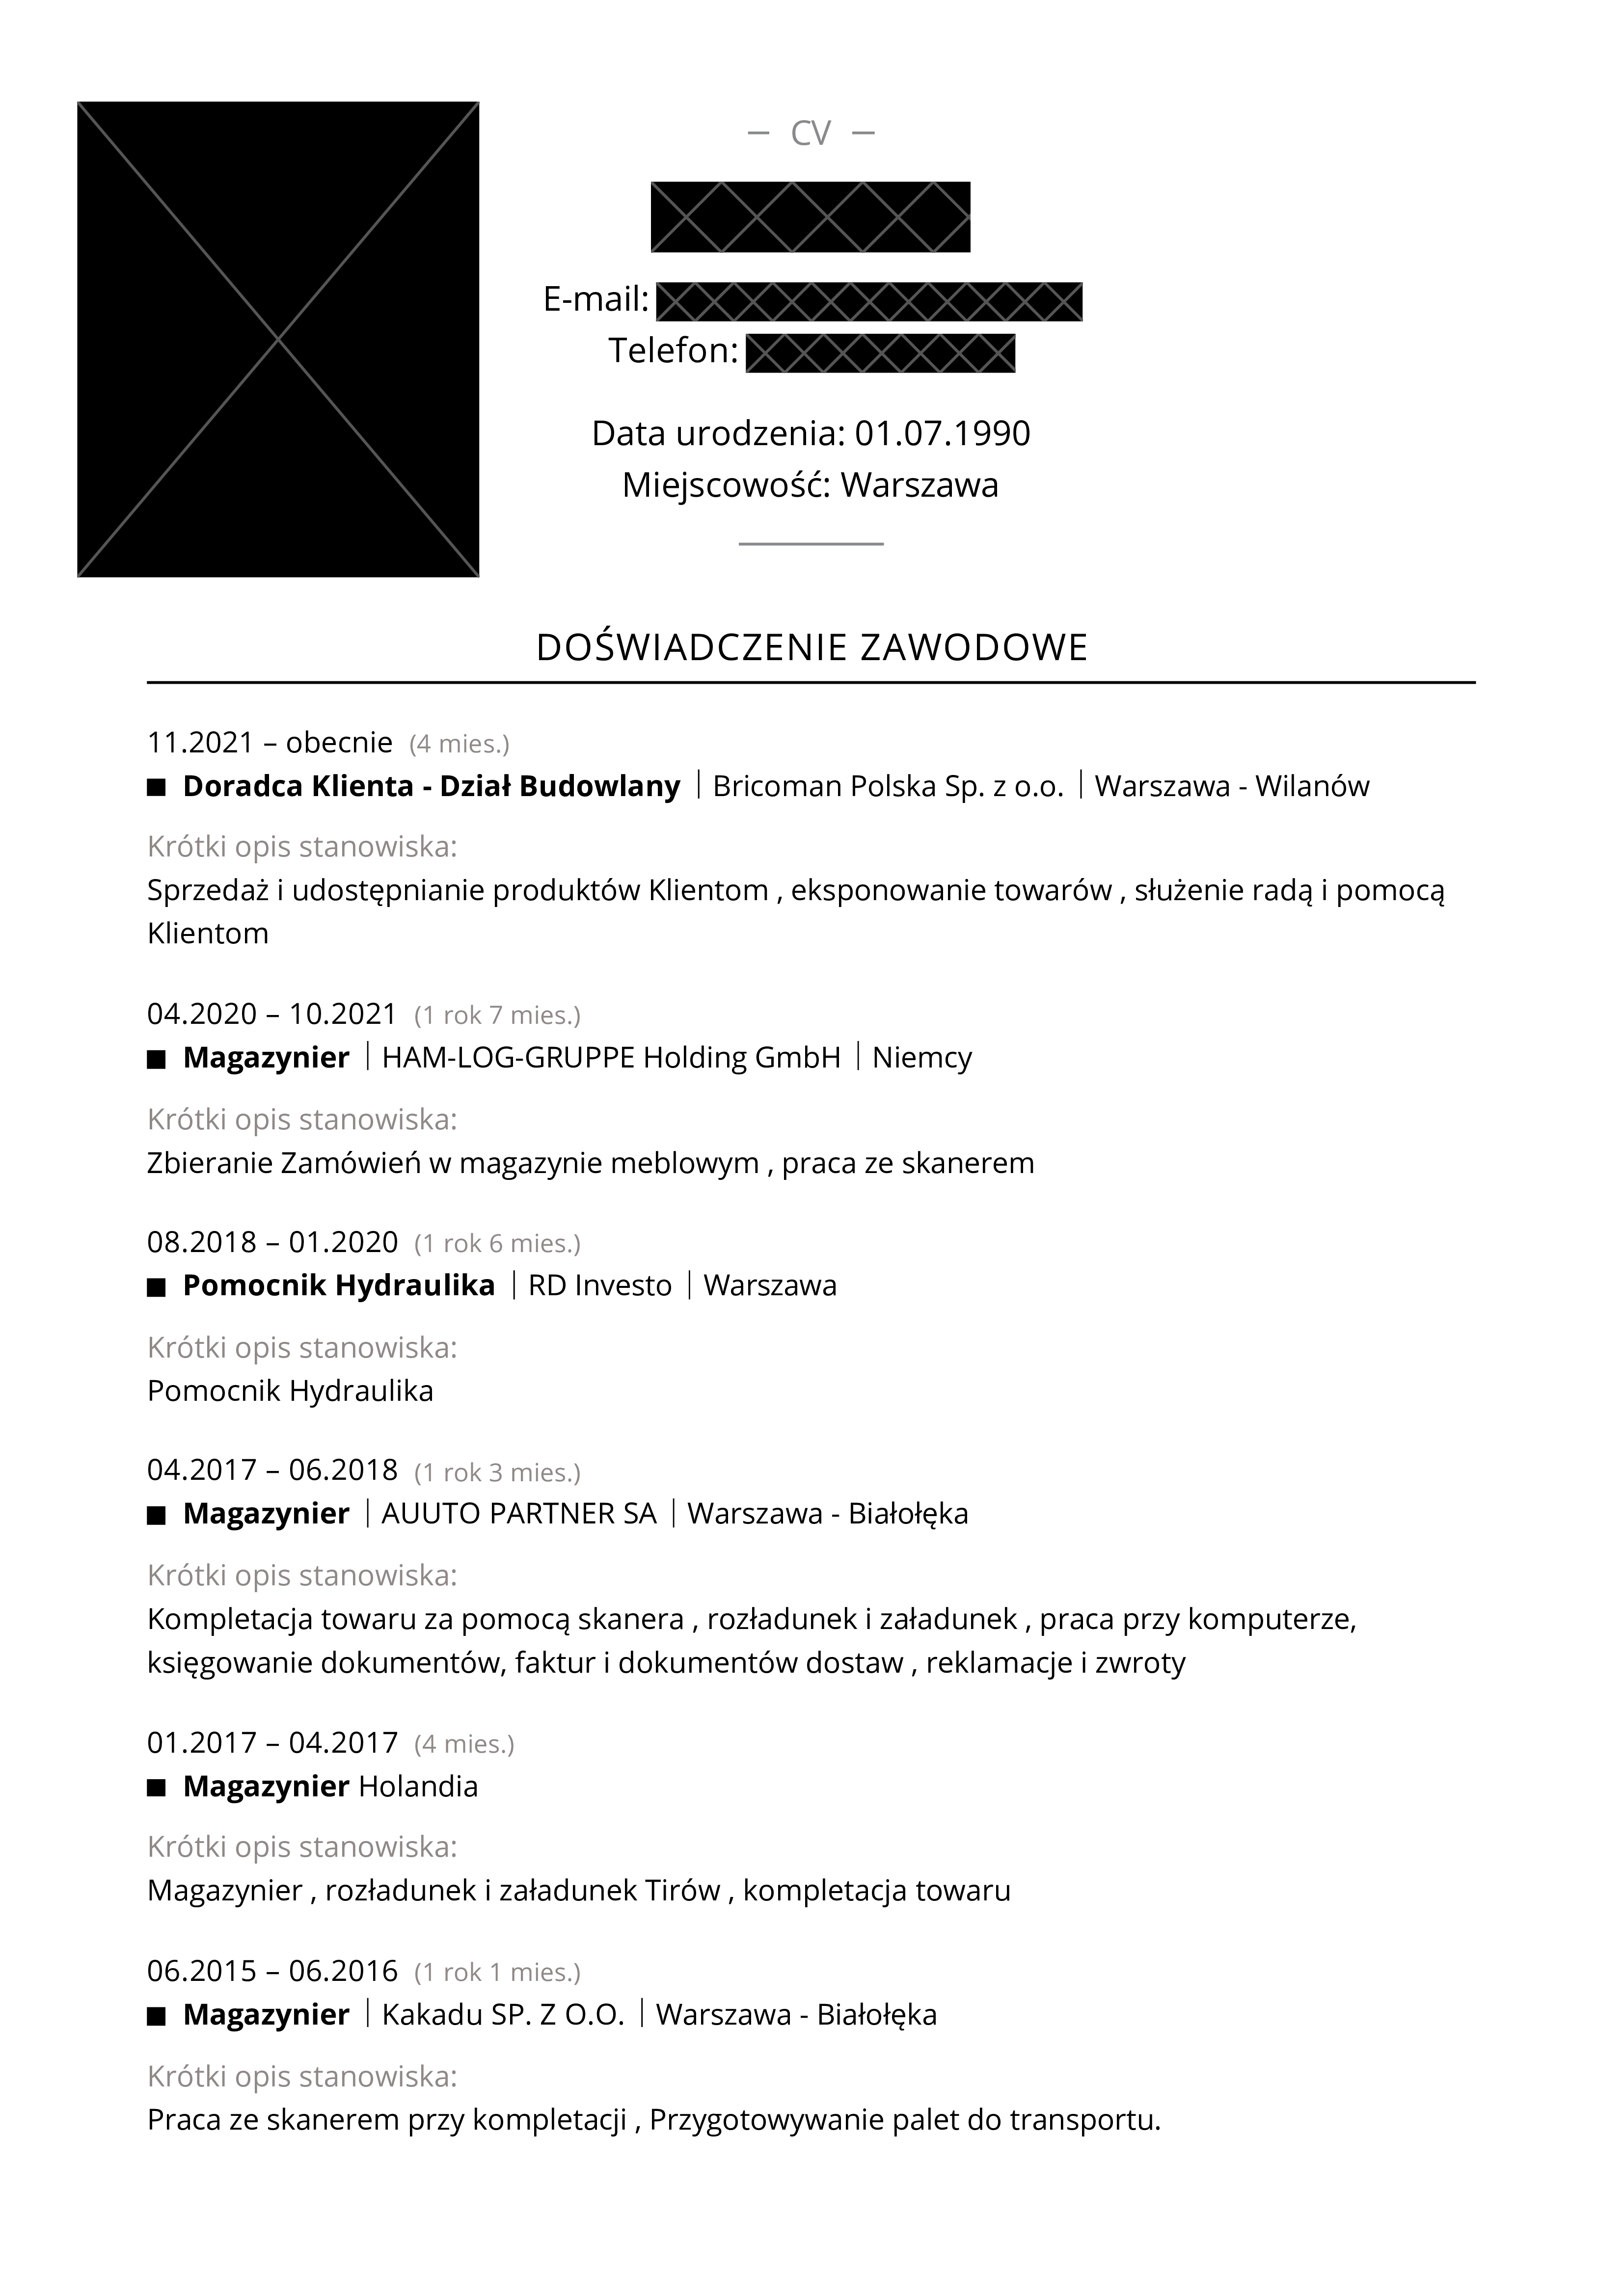 — CV —
E-mail:
Telefon:
Data urodzenia: 01.07.1990
Miejscowość: Warszawa
DOŚWIADCZENIE ZAWODOWE
11.2021 – obecnie (4 mies.)
■ Doradca Klienta - Dział Budowlany | Bricoman Polska Sp. z o.o. | Warszawa - Wilanów
Krótki opis stanowiska:
Sprzedaż i udostępnianie produktów Klientom , eksponowanie towarów , służenie radą i pomocą
Klientom
04.2020 – 10.2021 (1 rok 7 mies.)
■ Magazynier | HAM-LOG-GRUPPE Holding GmbH | Niemcy
Krótki opis stanowiska:
Zbieranie Zamówień w magazynie meblowym , praca ze skanerem
08.2018 – 01.2020 (1 rok 6 mies.)
■ Pomocnik Hydraulika | RD Investo | Warszawa
Krótki opis stanowiska:
Pomocnik Hydraulika
04.2017 – 06.2018 (1 rok 3 mies.)
■ Magazynier | AUUTO PARTNER SA | Warszawa - Białołęka
Krótki opis stanowiska:
Kompletacja towaru za pomocą skanera , rozładunek i załadunek , praca przy komputerze,
księgowanie dokumentów, faktur i dokumentów dostaw , reklamacje i zwroty
01.2017 – 04.2017 (4 mies.)
■ Magazynier Holandia
Krótki opis stanowiska:
Magazynier , rozładunek i załadunek Tirów , kompletacja towaru
06.2015 – 06.2016 (1 rok 1 mies.)
■ Magazynier | Kakadu SP. Z O.O. | Warszawa - Białołęka
Krótki opis stanowiska:
Praca ze skanerem przy kompletacji , Przygotowywanie palet do transportu.